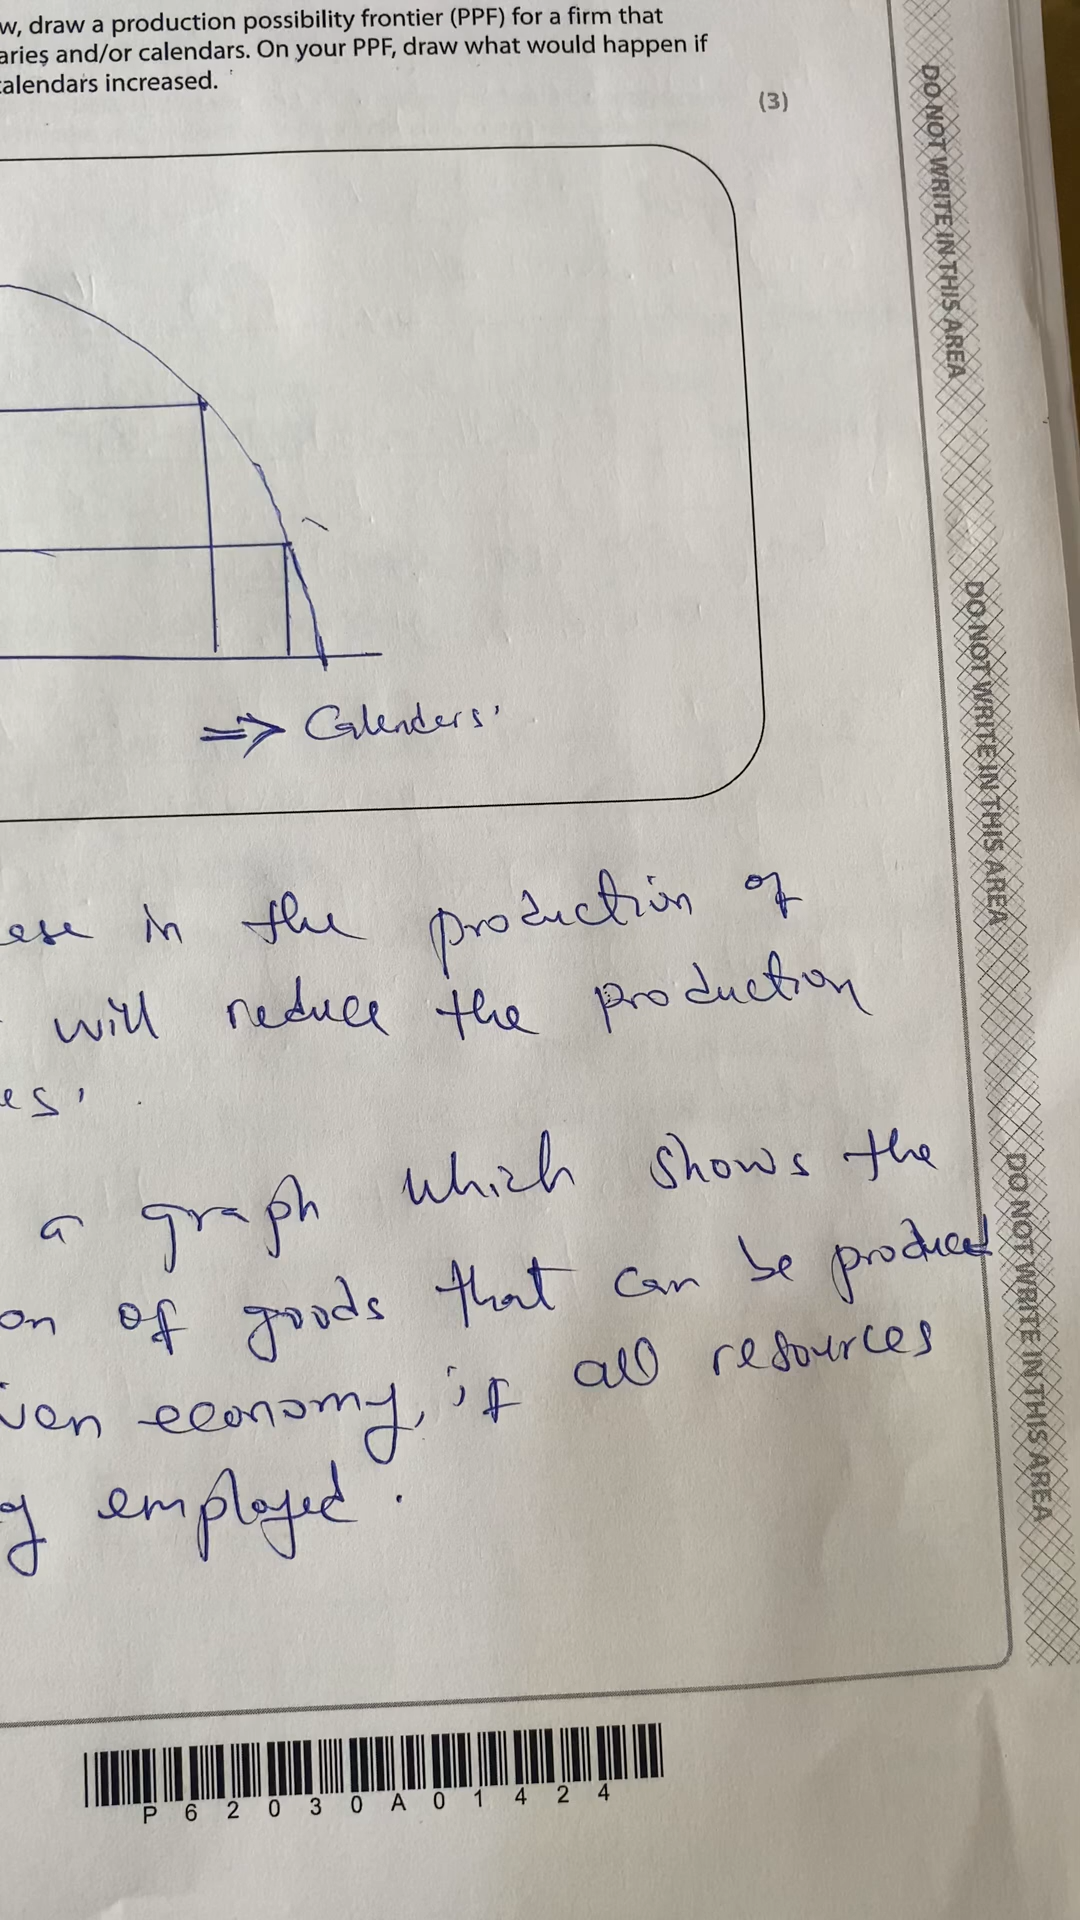 w, draw a production possibility frontier (PPF) for a firm that
aries and/or calendars. On your PPF, draw what would happen if
calendars increased.
(3)
⇒ Calenders'
ease in the production of
will reduce the production
es'
a graph which shows the
on of goods that can be produced
iven economy, if all resources
y employed.
DO NOT WRITE IN THIS AREA
DO NOT WRITE IN THIS AREA
DO NOT WRITE IN THIS AREA
P 6 2 0 3 0 A 0 1 4 2 4